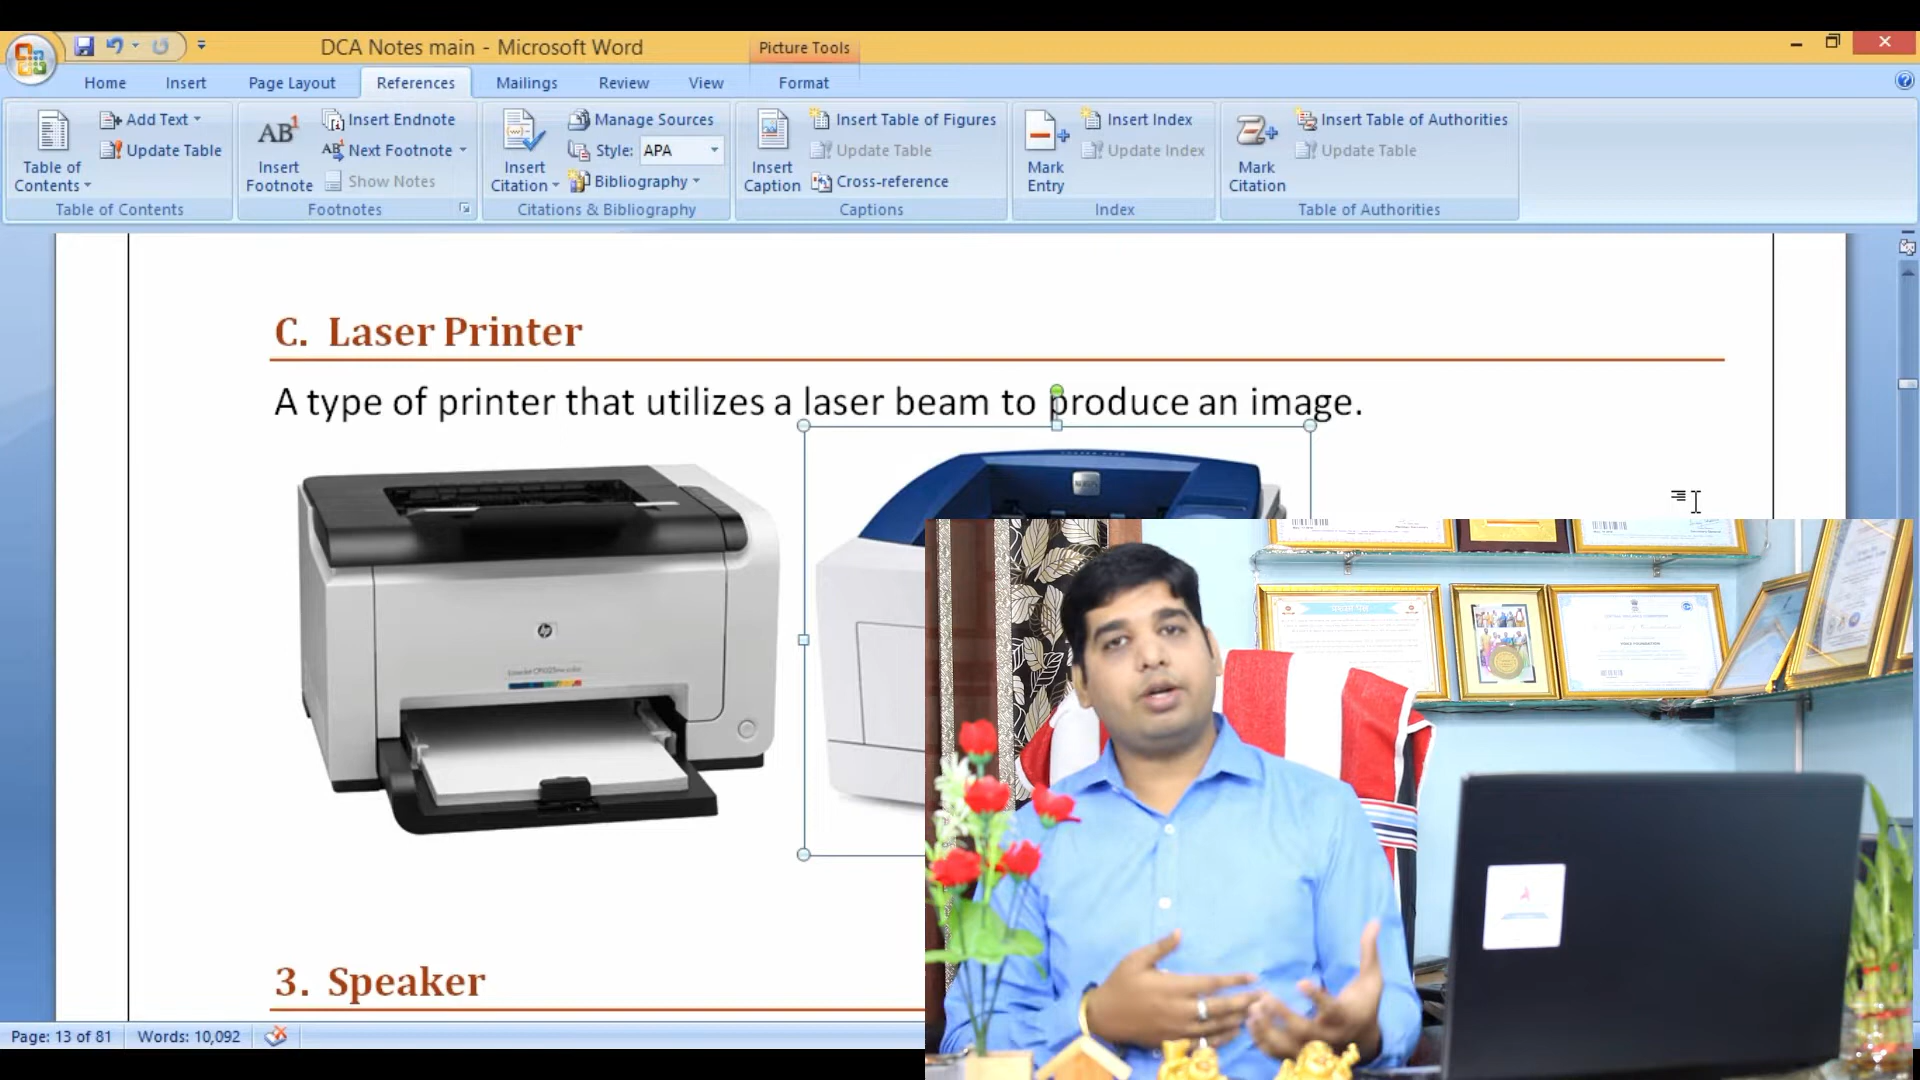 DCA Notes main - Microsoft Word
Picture Tools
Home
Insert
Page Layout
References
Mailings
Review
View
Format
Table of Contents
Add Text
Update Table
Table of Contents
AB1
Insert Footnote
Insert Endnote
Next Footnote
Show Notes
Footnotes
Insert Citation
Manage Sources
Style: APA
Bibliography
Citations & Bibliography
Insert Caption
Insert Table of Figures
Update Table
Cross-reference
Captions
Mark Entry
Insert Index
Update Index
Index
Mark Citation
Insert Table of Authorities
Update Table
Table of Authorities
C. Laser Printer
A type of printer that utilizes a laser beam to produce an image.
hp
3. Speaker
Page: 13 of 81
Words: 10,092